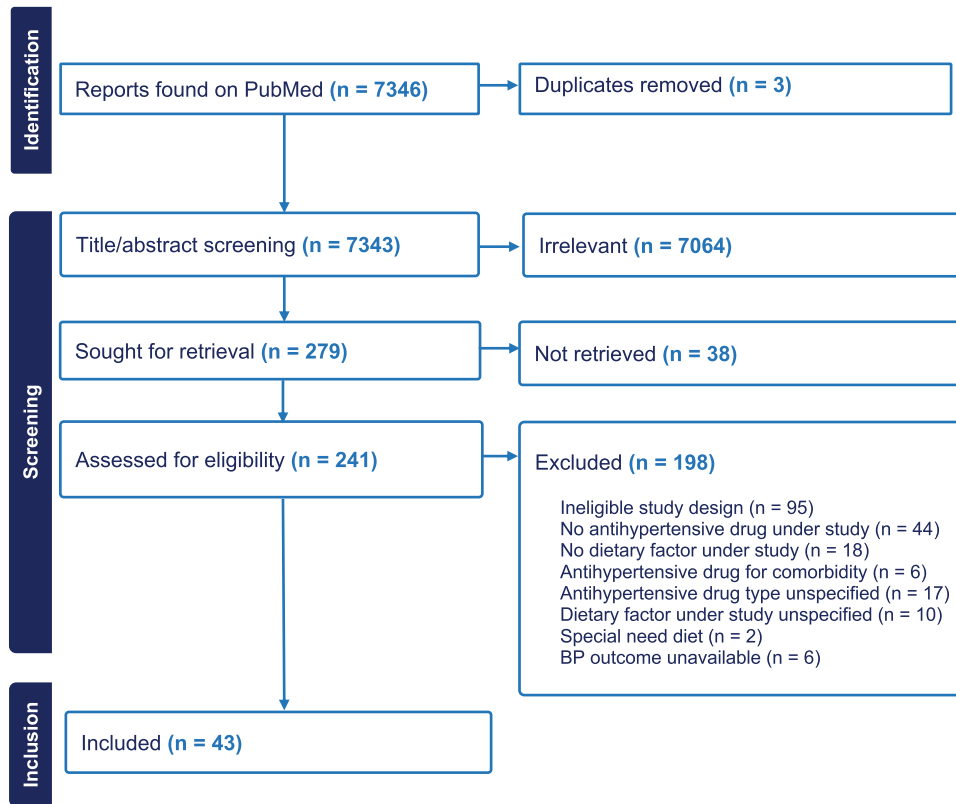 Identification
Reports found on PubMed (n = 7346)
Duplicates removed (n = 3)
Screening
Title/abstract screening (n = 7343)
Irrelevant (n = 7064)
Sought for retrieval (n = 279)
Not retrieved (n = 38)
Assessed for eligibility (n = 241)
Excluded (n = 198)
Ineligible study design (n = 95)
No antihypertensive drug under study (n = 44)
No dietary factor under study (n = 18)
Antihypertensive drug for comorbidity (n = 6)
Antihypertensive drug type unspecified (n = 17)
Dietary factor under study unspecified (n = 10)
Special need diet (n = 2)
BP outcome unavailable (n = 6)
Inclusion
Included (n = 43)